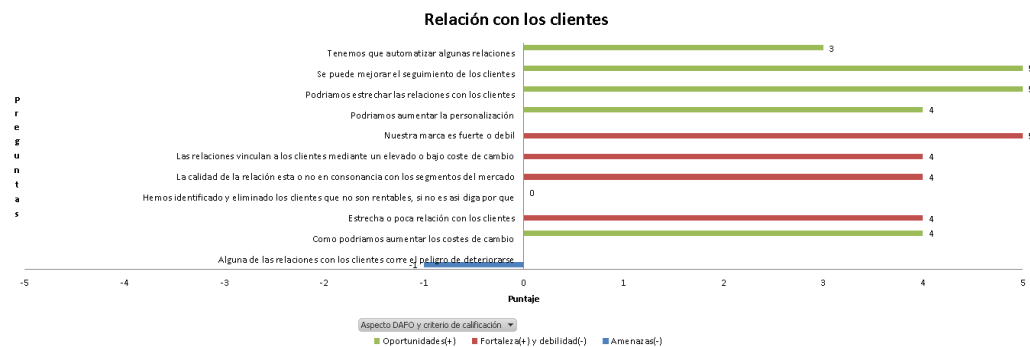 Relación con los clientes
Preguntas
Tenemos que automatizar algunas relaciones
3
Se puede mejorar el seguimiento de los clientes
Podriamos estrechar las relaciones con los clientes
Podriamos aumentar la personalización
4
Nuestra marca es fuerte o debil
Las relaciones vinculan a los clientes mediante un elevado o bajo coste de cambio
4
La calidad de la relación esta o no en consonancia con los segmentos del mercado
4
Hemos identificado y eliminado los clientes que no son rentables, si no es asi diga por que
0
Estrecha o poca relación con los clientes
4
Como podriamos aumentar los costes de cambio
4
Alguna de las relaciones con los clientes corre el peligro de deteriorarse
-1
-5 -4 -3 -2 -1 0 1 2 3 4 5
Puntaje
Aspecto DAFO y criterio de calificación
Oportunidades(+) Fortaleza(+) y debilidad(-) Amenazas(-)